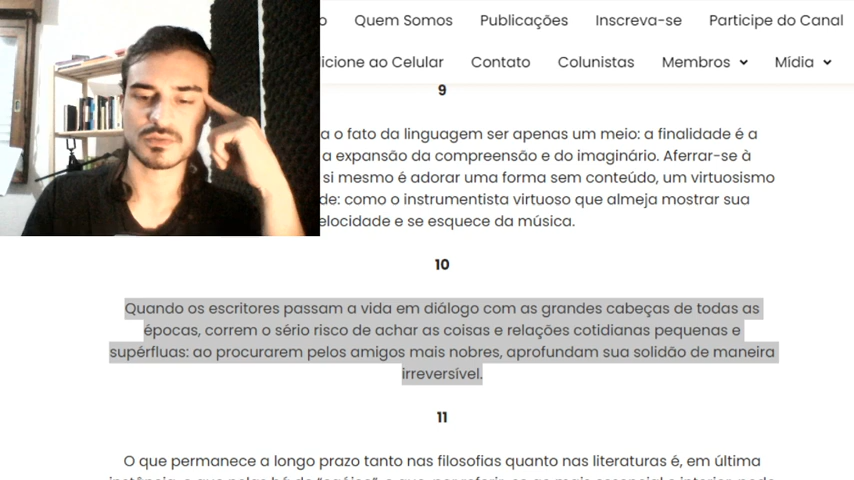 Quem Somos Publicações Inscreva-se Participe do Canal
ao Celular Contato Colunistas Membros Mídia
9
o fato da linguagem ser apenas um meio: a finalidade é a
a expansão da compreensão e do imaginário. Aferrar-se à
si mesmo é adorar uma forma sem conteúdo, um virtuosismo
como o instrumentista virtuoso que almeja mostrar sua
e se esquece da música.
10
Quando os escritores passam a vida em diálogo com as grandes cabeças de todas as
épocas, correm o sério risco de achar as coisas e relações cotidianas pequenas e
supérfluas: ao procurarem pelos amigos mais nobres, aprofundam sua solidão de maneira
irreversível.
11
O que permanece a longo prazo tanto nas filosofias quanto nas literaturas é, em última